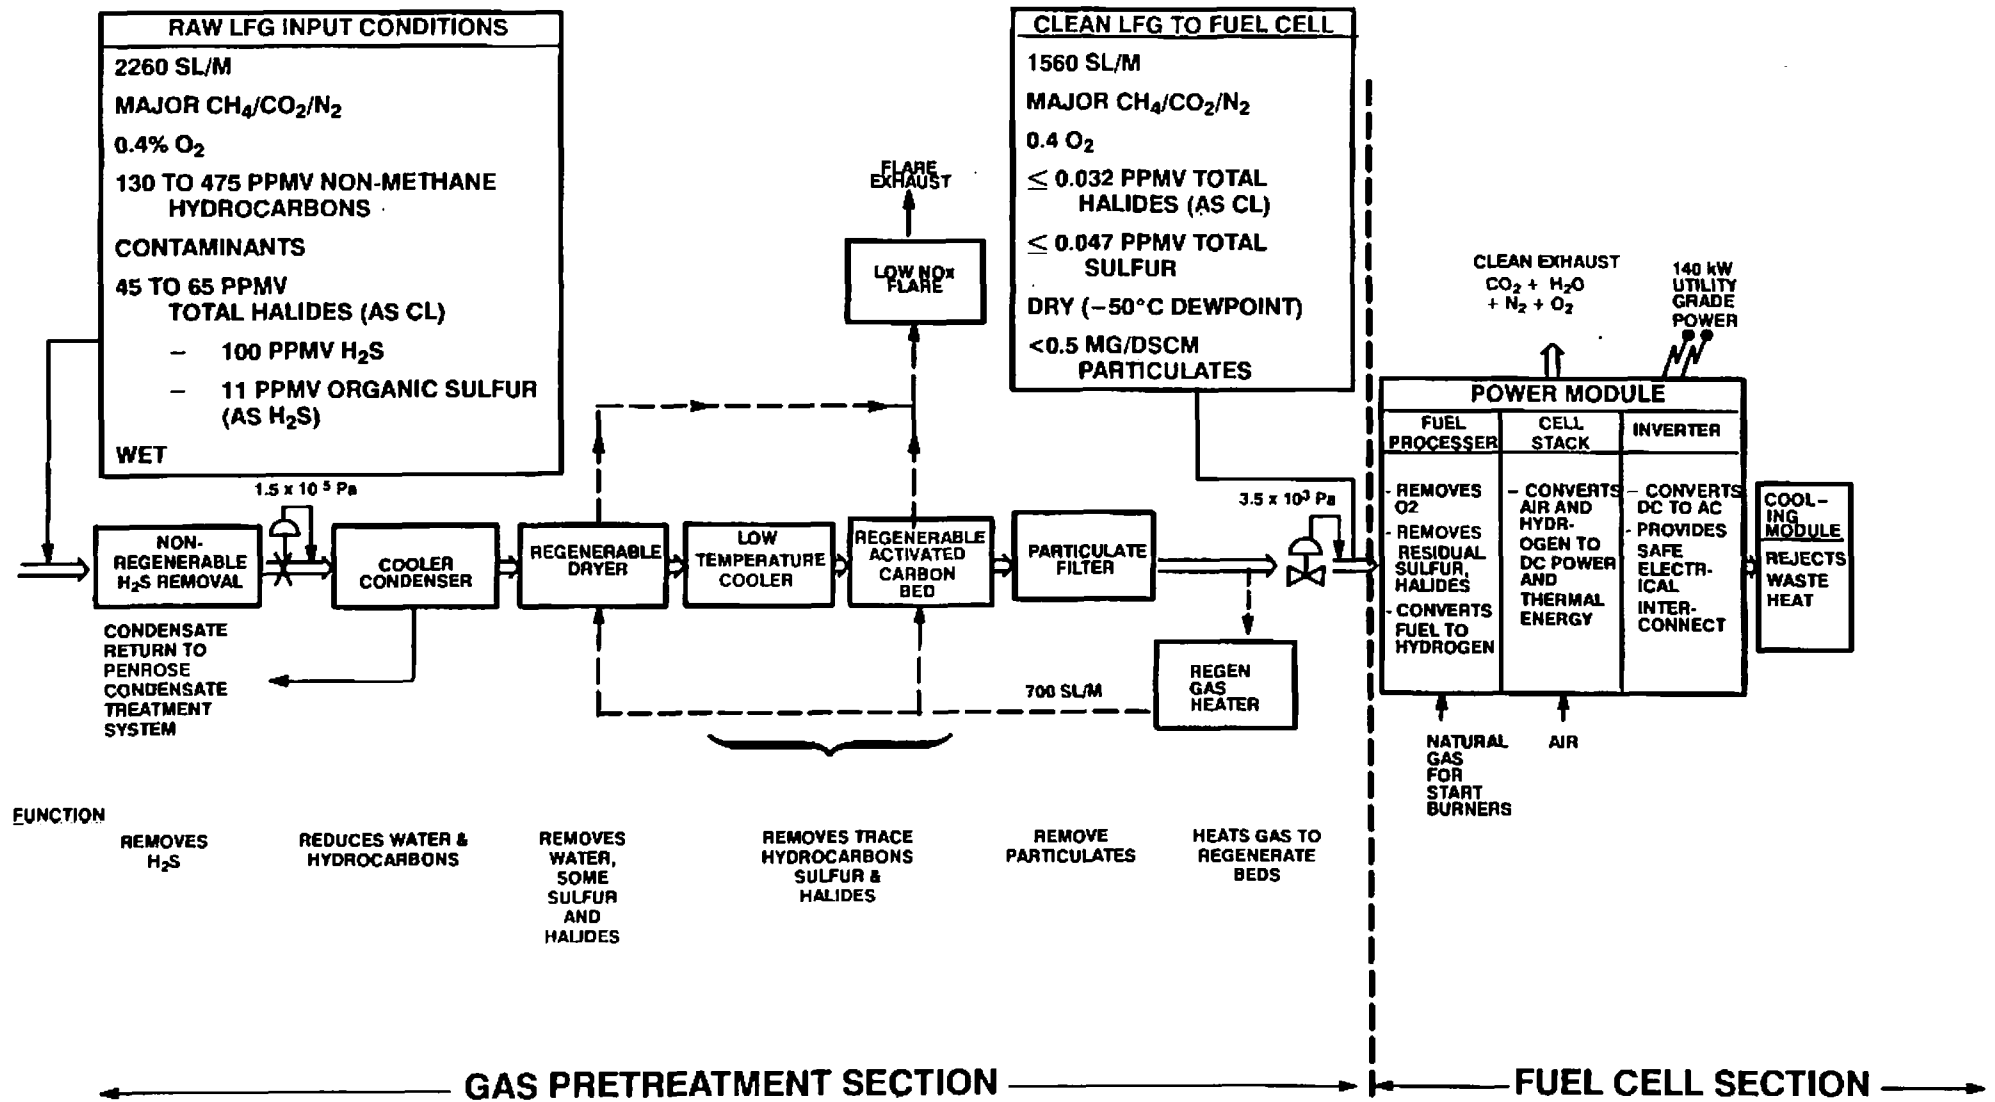 RAW LFG INPUT CONDITIONS
2260 SL/M
MAJOR CH₄/CO₂/N₂
0.4% O₂
130 TO 475 PPMV NON-METHANE
HYDROCARBONS
CONTAMINANTS
45 TO 65 PPMV
TOTAL HALIDES (AS CL)
– 100 PPMV H₂S
– 11 PPMV ORGANIC SULFUR
(AS H₂S)
WET
CLEAN LFG TO FUEL CELL
1560 SL/M
MAJOR CH₄/CO₂/N₂
0.4 O₂
≤ 0.032 PPMV TOTAL
HALIDES (AS CL)
≤ 0.047 PPMV TOTAL
SULFUR
DRY (–50°C DEWPOINT)
<0.5 MG/DSCM
PARTICULATES
FLARE
EXHAUST
LOW NOx
FLARE
CLEAN EXHAUST
CO₂ + H₂O
+ N₂ + O₂
140 kW
UTILITY
GRADE
POWER
1.5 x 10⁵ Pa
NON-
REGENERABLE
H₂S REMOVAL
COOLER
CONDENSER
REGENERABLE
DRYER
LOW
TEMPERATURE
COOLER
REGENERABLE
ACTIVATED
CARBON
BED
PARTICULATE
FILTER
3.5 x 10³ Pa
POWER MODULE
FUEL
PROCESSER
- REMOVES
O2
- REMOVES
RESIDUAL
SULFUR,
HALIDES
- CONVERTS
FUEL TO
HYDROGEN
CELL
STACK
– CONVERTS
AIR AND
HYDR-
OGEN TO
DC POWER
AND
THERMAL
ENERGY
INVERTER
– CONVERTS
DC TO AC
- PROVIDES
SAFE
ELECTR-
ICAL
INTER-
CONNECT
COOL–
ING
MODULE
REJECTS
WASTE
HEAT
CONDENSATE
RETURN TO
PENROSE
CONDENSATE
TREATMENT
SYSTEM
700 SL/M
REGEN
GAS
HEATER
NATURAL
GAS
FOR
START
BURNERS
AIR
FUNCTION
REMOVES
H₂S
REDUCES WATER &
HYDROCARBONS
REMOVES
WATER,
SOME
SULFUR
AND
HALIDES
REMOVES TRACE
HYDROCARBONS
SULFUR &
HALIDES
REMOVE
PARTICULATES
HEATS GAS TO
REGENERATE
BEDS
GAS PRETREATMENT SECTION
FUEL CELL SECTION